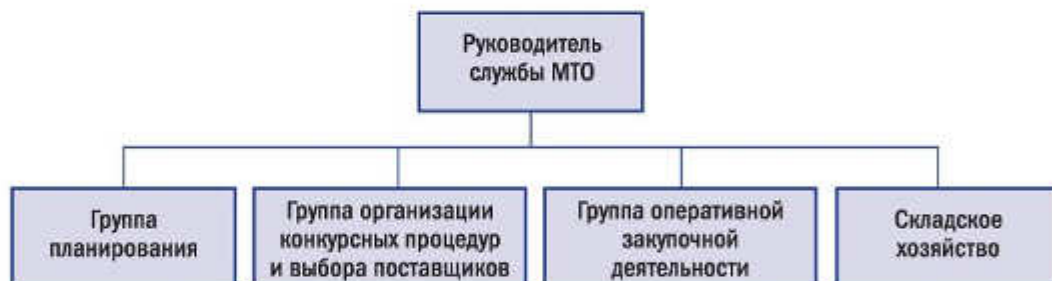 Руководитель
службы МТО
Группа
планирования
Группа организации
конкурсных процедур
и выбора поставщиков
Группа оперативной
закупочной
деятельности
Складское
хозяйство